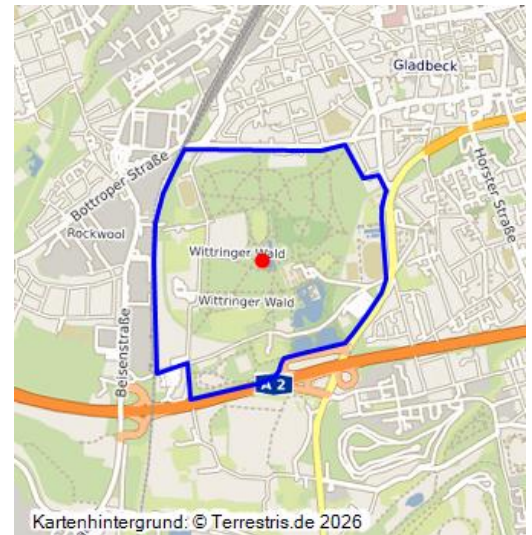 Gladbeck
Horster Straße
Bottroper Straße
Rockwool
Wittringer Wald
Wittringer Wald
Beisenstraße
A 2
Kartenhintergrund: © Terrestris.de 2026